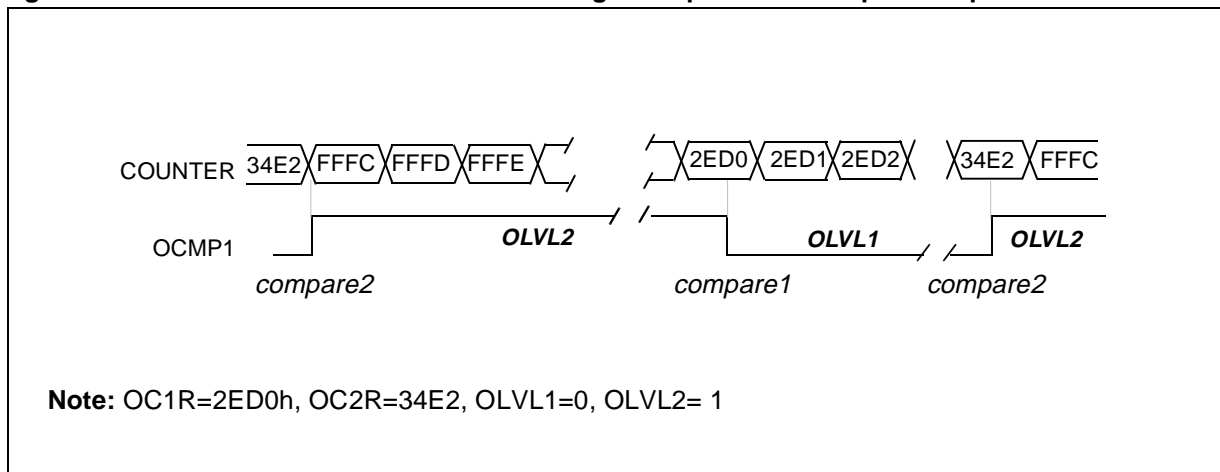 COUNTER 34E2 FFFC FFFD FFFE 2ED0 2ED1 2ED2 34E2 FFFC
OCMP1 OLVL2 OLVL1 OLVL2
compare2 compare1 compare2
Note: OC1R=2ED0h, OC2R=34E2, OLVL1=0, OLVL2= 1